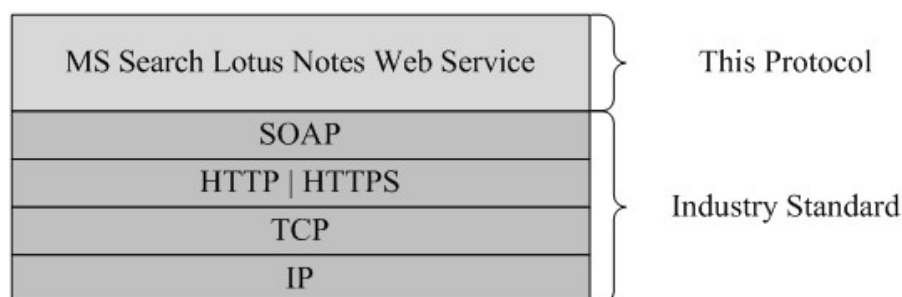 MS Search Lotus Notes Web Service
This Protocol
SOAP
HTTP | HTTPS
Industry Standard
TCP
IP